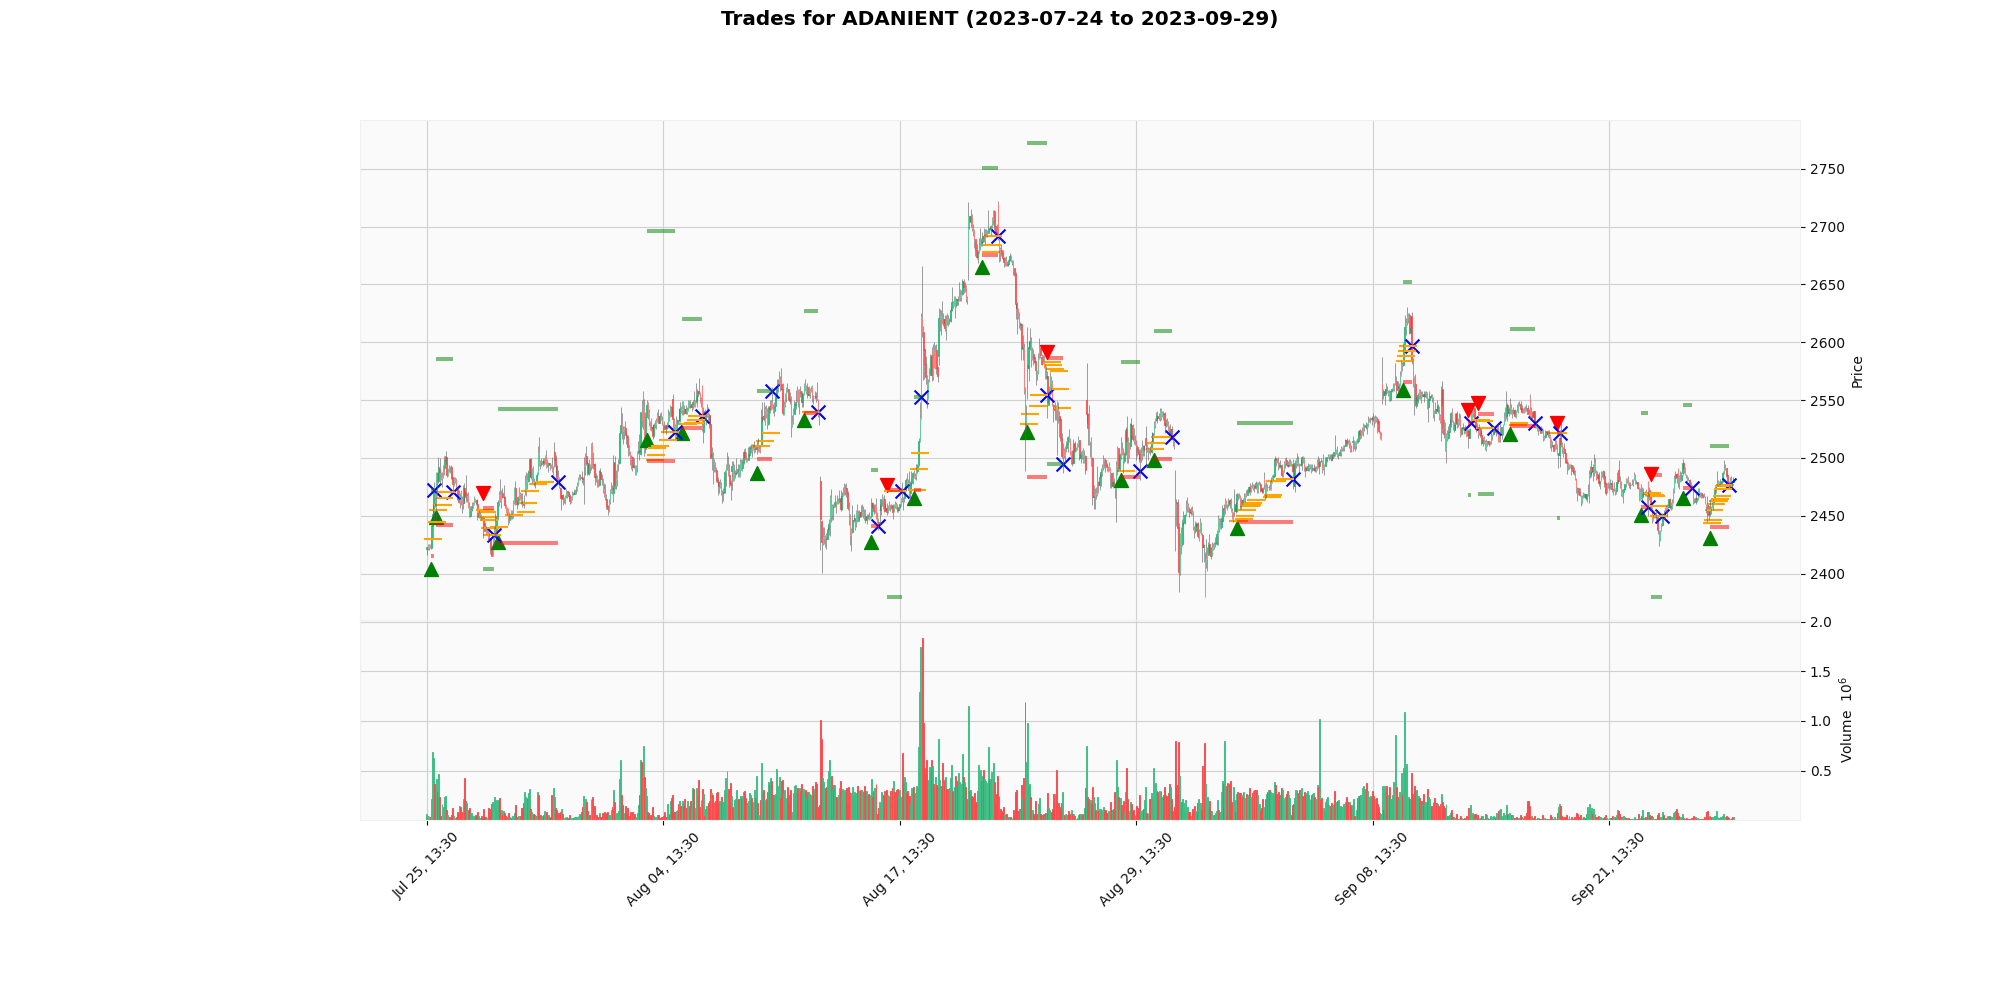 Trades for ADANIENT (2023-07-24 to 2023-09-29)
2750
2700
2650
2600
2550
2500
2450
2400
Price
2.0
1.5
1.0
0.5
Volume 10^6
Jul 25, 13:30
Aug 04, 13:30
Aug 17, 13:30
Aug 29, 13:30
Sep 08, 13:30
Sep 21, 13:30